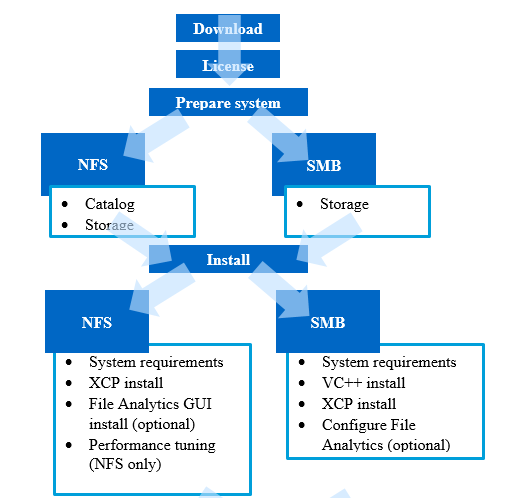 Download
License
Prepare system
NFS
SMB
• Catalog
• Storage
• Storage
Install
NFS
SMB
• System requirements
• XCP install
• File Analytics GUI
install (optional)
• Performance tuning
(NFS only)
• System requirements
• VC++ install
• XCP install
• Configure File
Analytics (optional)